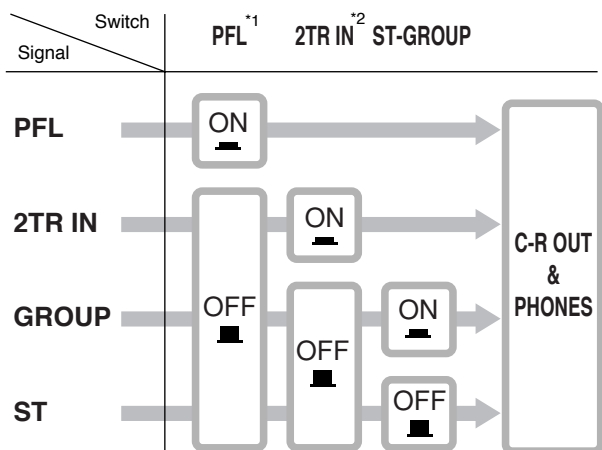 Switch
Signal
PFL*1 2TR IN*2 ST-GROUP
PFL ON
2TR IN ON
GROUP OFF OFF ON
ST OFF
C-R OUT
&
PHONES